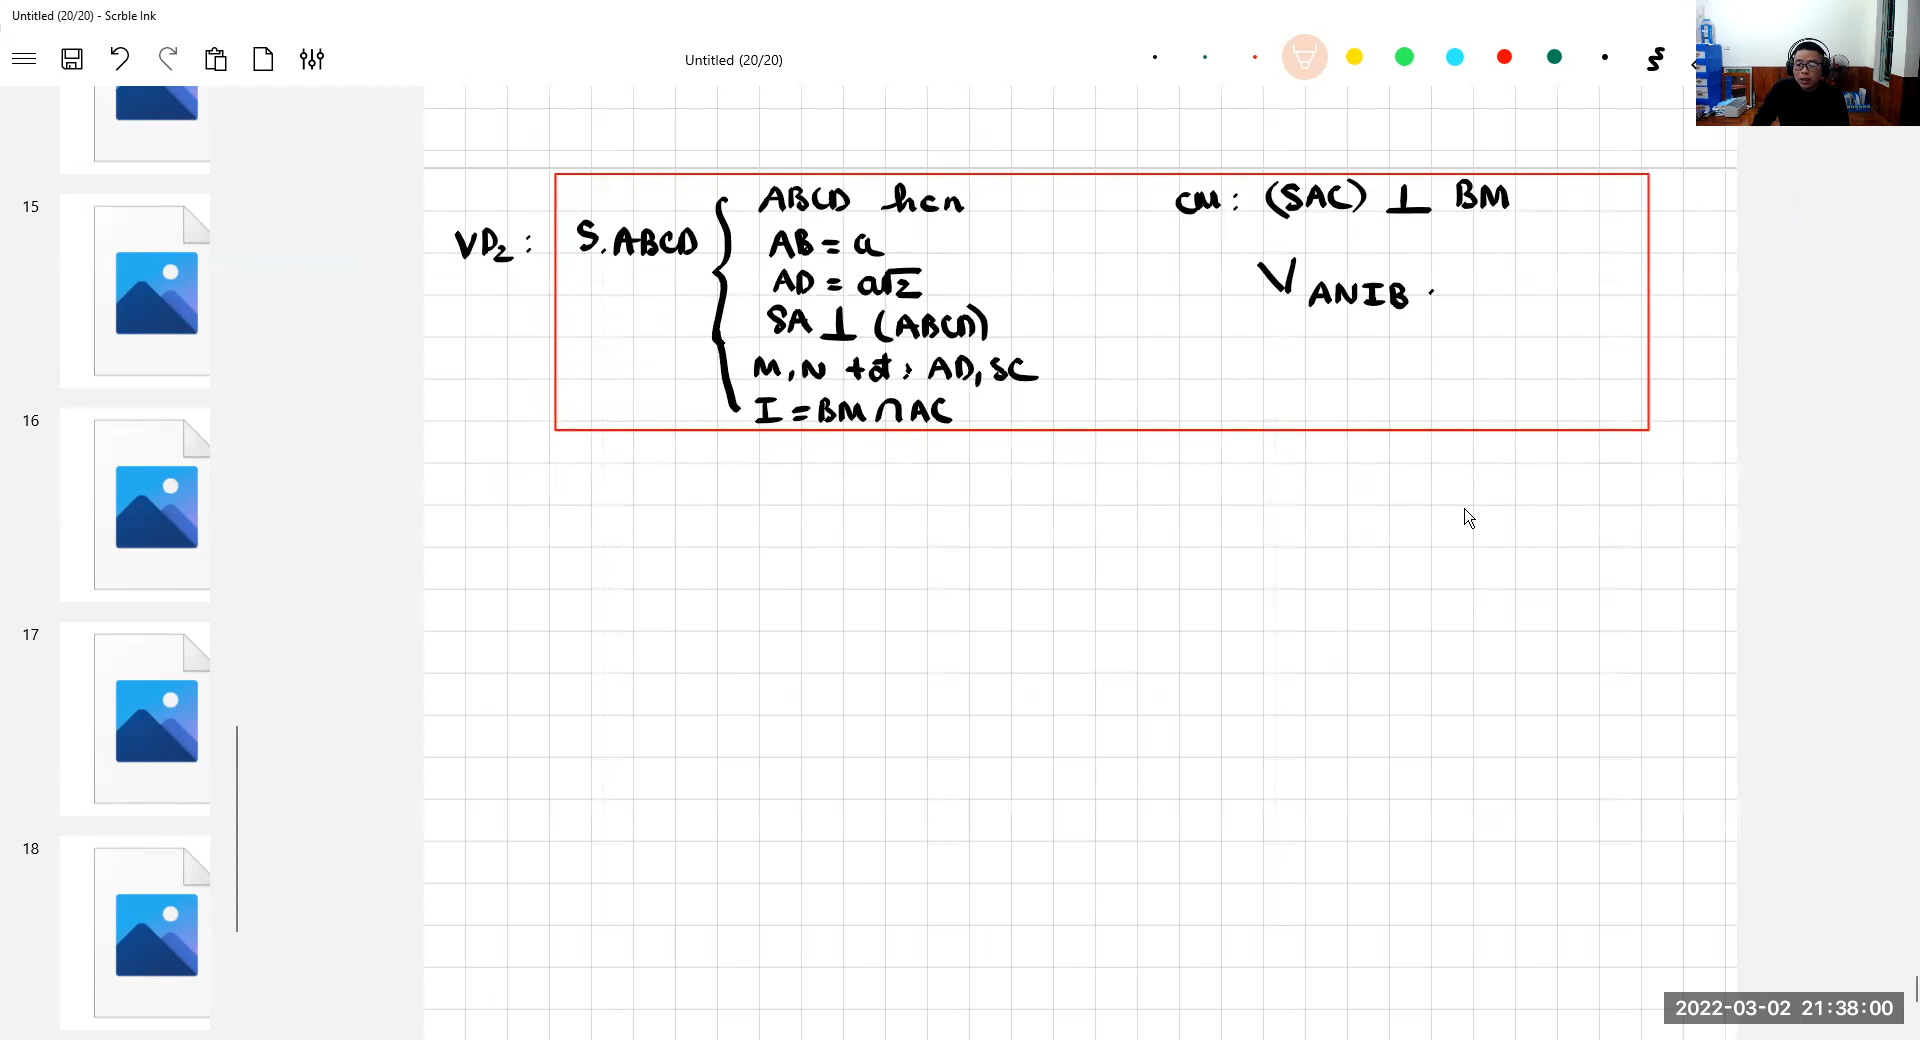 Untitled (20/20) - Scrble Ink
Untitled (20/20)
15
16
17
18
VD2 :
S.ABCD
ABCD hcn
AB = a
AD = a√2
SA ⊥ (ABCD)
M, N tđ : AD, SC
I = BM ∩ AC
CM : (SAC) ⊥ BM
V ANIB .
2022-03-02 21:38:00